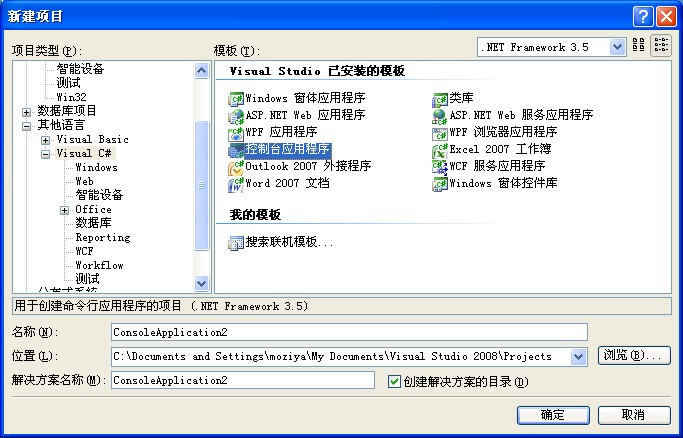 新建项目
项目类型(P):
模板(T):
.NET Framework 3.5
智能设备
测试
Win32
数据库项目
其他语言
Visual Basic
Visual C#
Windows
Web
智能设备
Office
数据库
Reporting
WCF
Workflow
测试
分布式系统
Visual Studio 已安装的模板
Windows 窗体应用程序
类库
ASP.NET Web 应用程序
ASP.NET Web 服务应用程序
WPF 应用程序
WPF 浏览器应用程序
控制台应用程序
Excel 2007 工作簿
Outlook 2007 外接程序
WCF 服务应用程序
Word 2007 文档
Windows 窗体控件库
我的模板
搜索联机模板...
用于创建命令行应用程序的项目 (.NET Framework 3.5)
名称(N):
ConsoleApplication2
位置(L):
C:\Documents and Settings\moziya\My Documents\Visual Studio 2008\Projects
浏览(B)...
解决方案名称(M):
ConsoleApplication2
创建解决方案的目录(D)
确定
取消